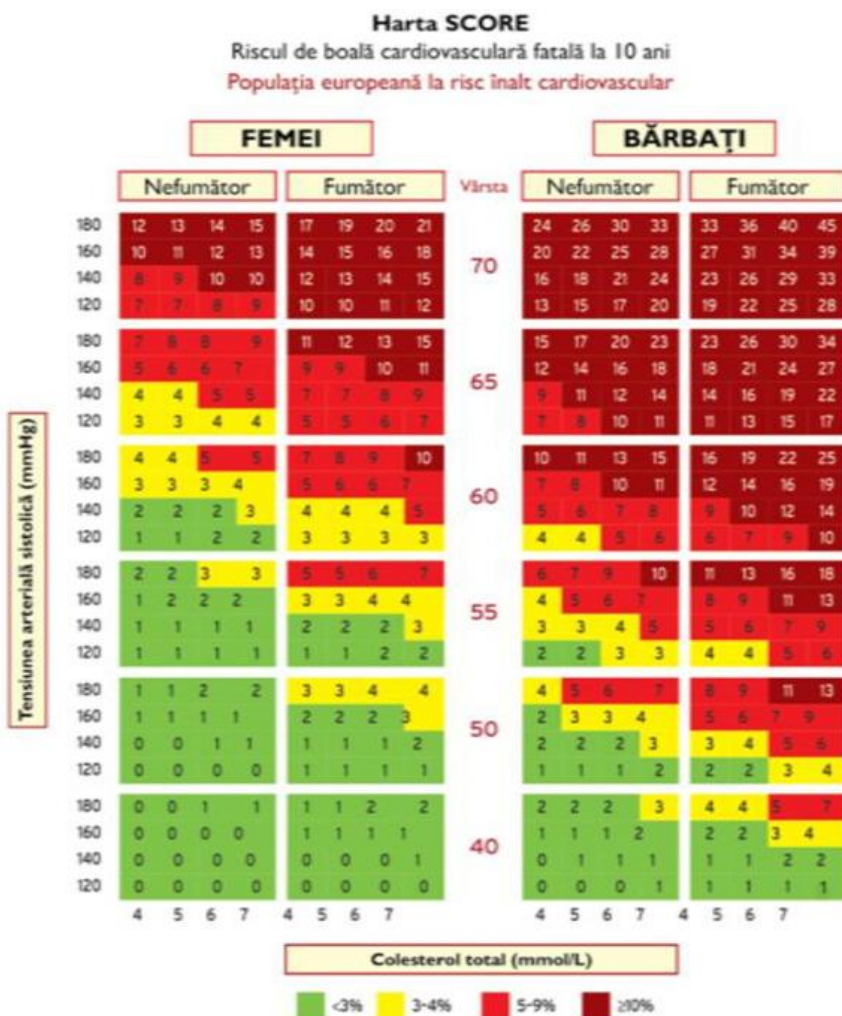 Harta SCORE
Riscul de boală cardiovasculară fatală la 10 ani
Populația europeană la risc înalt cardiovascular
FEMEI BĂRBAȚI
Nefumător Fumător Vârsta Nefumător Fumător
Tensiunea arterială sistolică (mmHg)
180 12 13 14 15 17 19 20 21 24 26 30 33 33 36 40 45
160 10 11 12 13 14 15 16 18 20 22 25 28 27 31 34 39
70
140 8 9 10 10 12 13 14 15 16 18 21 24 23 26 29 33
120 7 7 8 9 10 10 11 12 13 15 17 20 19 22 25 28
180 7 8 8 9 11 12 13 15 15 17 20 23 23 26 30 34
160 5 6 6 7 9 9 10 11 12 14 16 18 18 21 24 27
65
140 4 4 5 5 7 7 8 9 9 11 12 14 14 16 19 22
120 3 3 4 4 5 5 6 7 7 8 10 11 11 13 15 17
180 4 4 5 5 7 8 9 10 10 11 13 15 16 19 22 25
160 3 3 3 4 5 6 6 7 7 8 10 11 12 14 16 19
60
140 2 2 2 3 4 4 4 5 5 6 7 8 9 10 12 14
120 1 1 2 2 3 3 3 3 4 4 5 6 6 7 9 10
180 2 2 3 3 5 5 6 7 6 7 9 10 11 13 16 18
160 1 2 2 2 3 3 4 4 4 5 6 7 8 9 11 13
55
140 1 1 1 1 2 2 2 3 3 3 4 5 5 6 7 9
120 1 1 1 1 1 1 2 2 2 2 3 3 4 4 5 6
180 1 1 2 2 3 3 4 4 4 5 6 7 8 9 11 13
160 1 1 1 1 2 2 2 3 2 3 3 4 5 6 7 9
50
140 0 0 1 1 1 1 1 2 2 2 2 3 3 4 5 6
120 0 0 0 0 1 1 1 1 1 1 1 2 2 2 3 4
180 0 0 1 1 1 1 2 2 2 2 2 3 4 4 5 7
160 0 0 0 0 1 1 1 1 1 1 1 2 2 2 3 4
40
140 0 0 0 0 0 0 0 1 0 1 1 1 1 1 2 2
120 0 0 0 0 0 0 0 0 0 0 0 1 1 1 1 1
4 5 6 7 4 5 6 7 4 5 6 7 4 5 6 7
Colesterol total (mmol/L)
<3% 3-4% 5-9% ≥10%